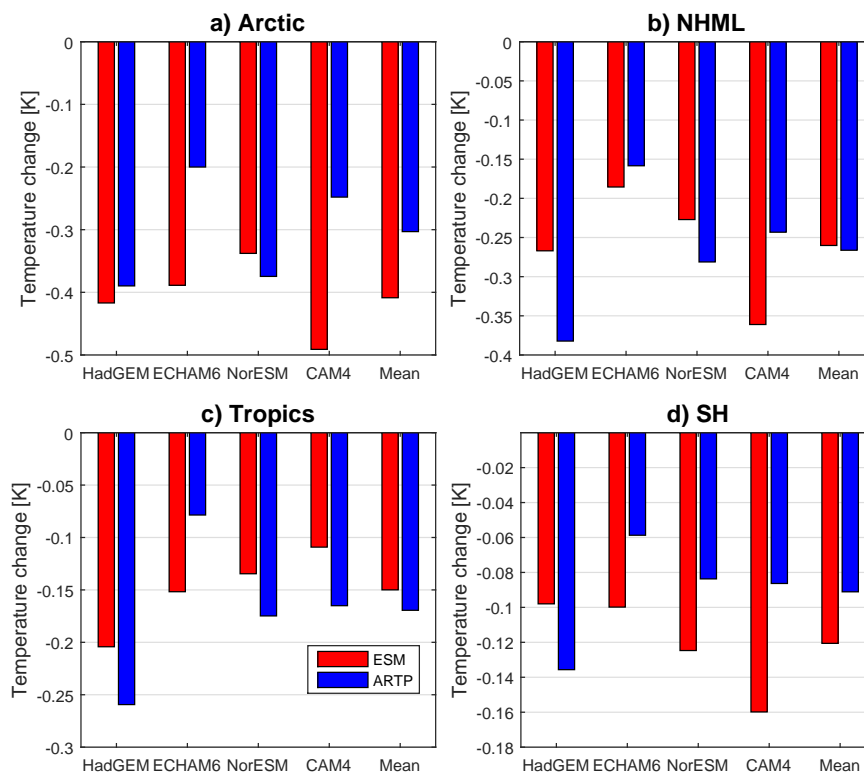 a) Arctic
0
-0.1
-0.2
-0.3
-0.4
-0.5
Temperature change [K]
HadGEM ECHAM6 NorESM CAM4 Mean
b) NHML
0
-0.05
-0.1
-0.15
-0.2
-0.25
-0.3
-0.35
-0.4
Temperature change [K]
HadGEM ECHAM6 NorESM CAM4 Mean
c) Tropics
0
-0.05
-0.1
-0.15
-0.2
-0.25
-0.3
Temperature change [K]
ESM
ARTP
HadGEM ECHAM6 NorESM CAM4 Mean
d) SH
-0.02
-0.04
-0.06
-0.08
-0.1
-0.12
-0.14
-0.16
-0.18
Temperature change [K]
HadGEM ECHAM6 NorESM CAM4 Mean